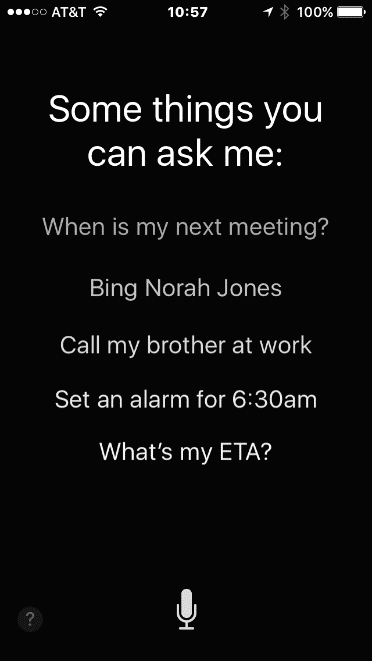 AT&T 10:57 100%
Some things you
can ask me:
When is my next meeting?
Bing Norah Jones
Call my brother at work
Set an alarm for 6:30am
What's my ETA?
?